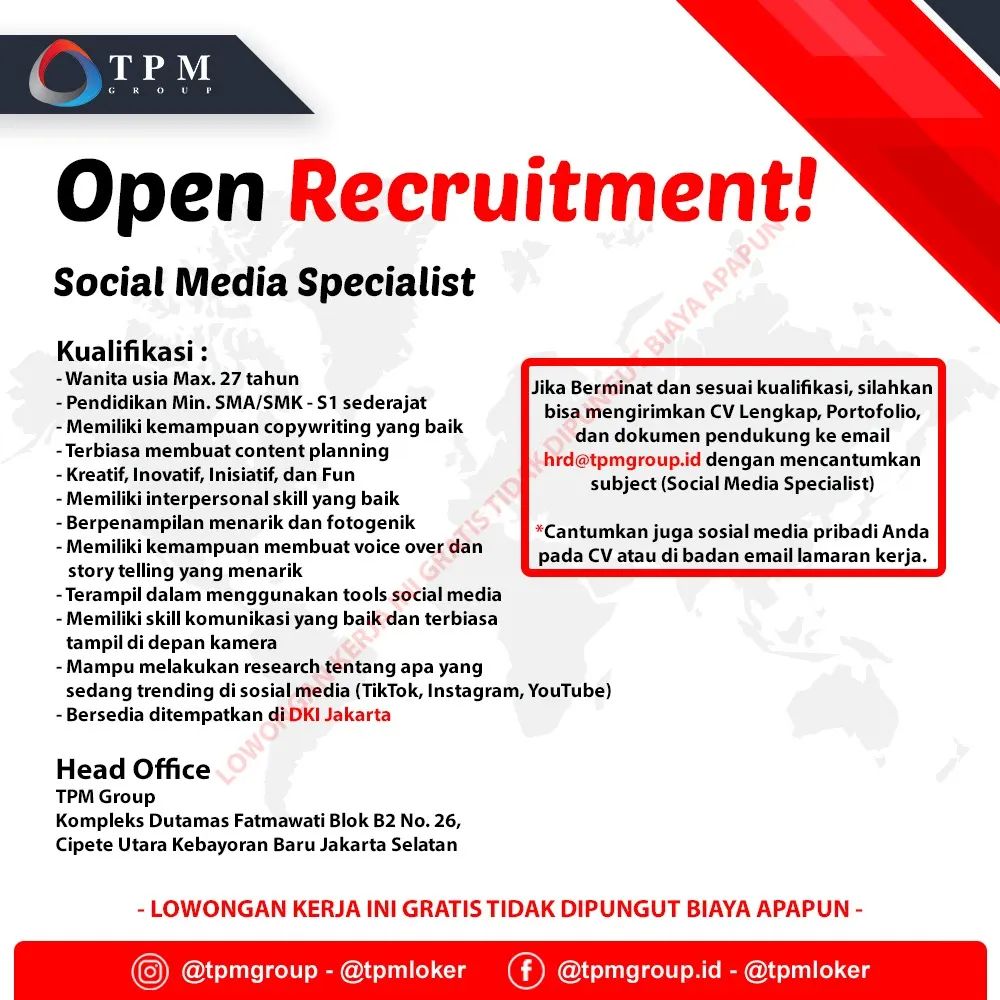 TPM
GROUP
Open Recruitment!
Social Media Specialist
Kualifikasi :
- Wanita usia Max. 27 tahun
- Pendidikan Min. SMA/SMK - S1 sederajat
- Memiliki kemampuan copywriting yang baik
- Terbiasa membuat content planning
- Kreatif, Inovatif, Inisiatif, dan Fun
- Memiliki interpersonal skill yang baik
- Berpenampilan menarik dan fotogenik
- Memiliki kemampuan membuat voice over dan
story telling yang menarik
- Terampil dalam menggunakan tools social media
- Memiliki skill komunikasi yang baik dan terbiasa
tampil di depan kamera
- Mampu melakukan research tentang apa yang
sedang trending di sosial media (TikTok, Instagram, YouTube)
- Bersedia ditempatkan di DKI Jakarta
Jika Berminat dan sesuai kualifikasi, silahkan
bisa mengirimkan CV Lengkap, Portofolio,
dan dokumen pendukung ke email
hrd@tpmgroup.id dengan mencantumkan
subject (Social Media Specialist)
*Cantumkan juga sosial media pribadi Anda
pada CV atau di badan email lamaran kerja.
LOWONGAN KERJA INI GRATIS TIDAK DIPUNGUT BIAYA APAPUN
Head Office
TPM Group
Kompleks Dutamas Fatmawati Blok B2 No. 26,
Cipete Utara Kebayoran Baru Jakarta Selatan
- LOWONGAN KERJA INI GRATIS TIDAK DIPUNGUT BIAYA APAPUN -
@tpmgroup - @tpmloker
@tpmgroup.id - @tpmloker